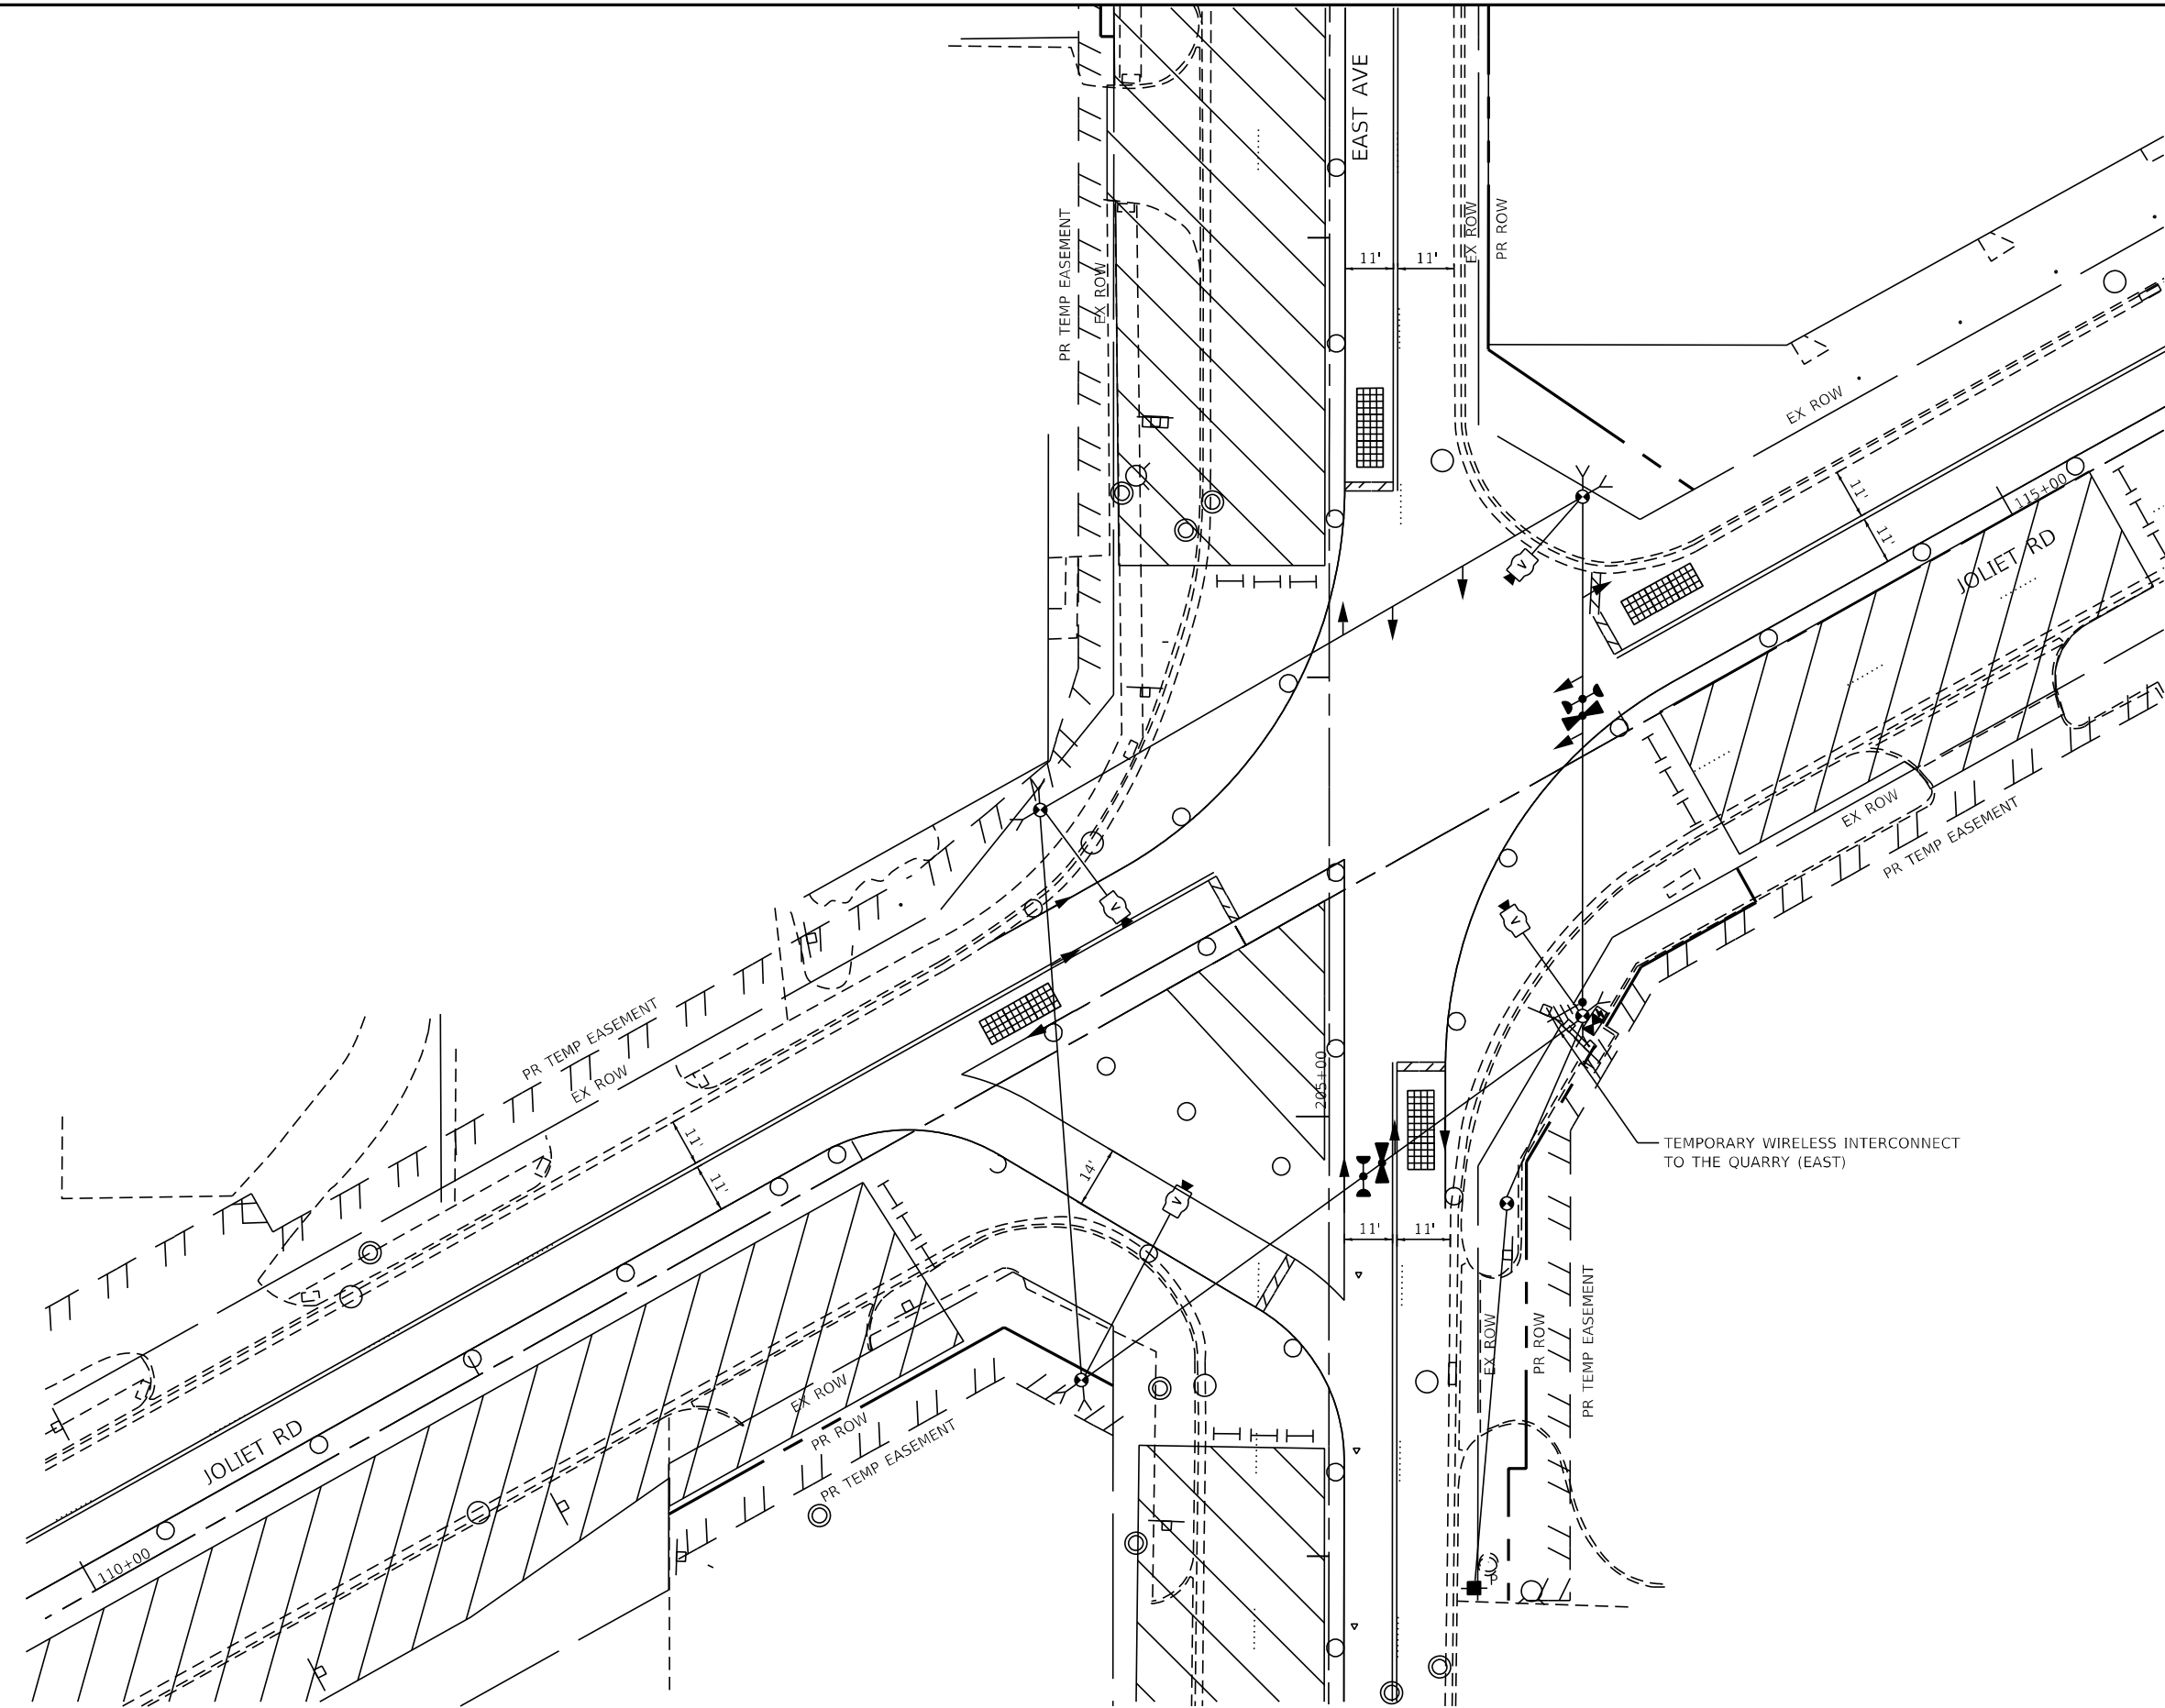 EAST AVE
PR TEMP EASEMENT
EX ROW
EX ROW
PR ROW
11'
11'
EX ROW
115+00
11'
11'
JOLIET RD
EX ROW
PR TEMP EASEMENT
V
V
V
PR TEMP EASEMENT
EX ROW
11'
11'
14'
V
205+00
TEMPORARY WIRELESS INTERCONNECT
TO THE QUARRY (EAST)
11'
11'
EX ROW
PR ROW
PR TEMP EASEMENT
EX ROW
PR ROW
PR TEMP EASEMENT
JOLIET RD
110+00
P